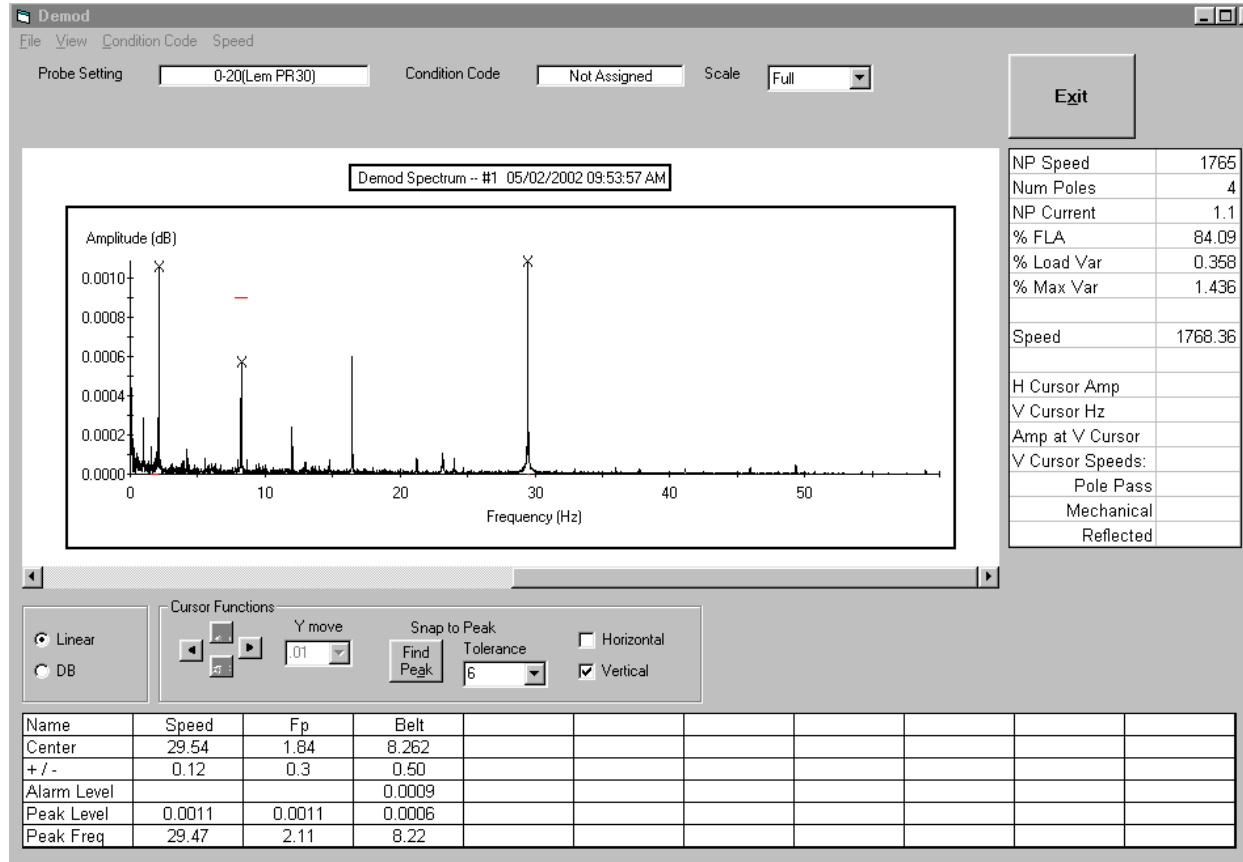 Demod
File View Condition Code Speed
Probe Setting 0-20(Lem PR30) Condition Code Not Assigned Scale Full
Exit
Demod Spectrum -- #1 05/02/2002 09:53:57 AM
Amplitude (dB)
0.0010
0.0008
0.0006
0.0004
0.0002
0.0000
0 10 20 30 40 50
Frequency (Hz)
NP Speed 1765
Num Poles 4
NP Current 1.1
% FLA 84.09
% Load Var 0.358
% Max Var 1.436
Speed 1768.36
H Cursor Amp
V Cursor Hz
Amp at V Cursor
V Cursor Speeds:
Pole Pass
Mechanical
Reflected
Linear
DB
Cursor Functions
Y move
.01
Snap to Peak
Find Peak
Tolerance
6
Horizontal
Vertical
Name Speed Fp Belt
Center 29.54 1.84 8.262
+ / - 0.12 0.3 0.50
Alarm Level 0.0009
Peak Level 0.0011 0.0011 0.0006
Peak Freq 29.47 2.11 8.22